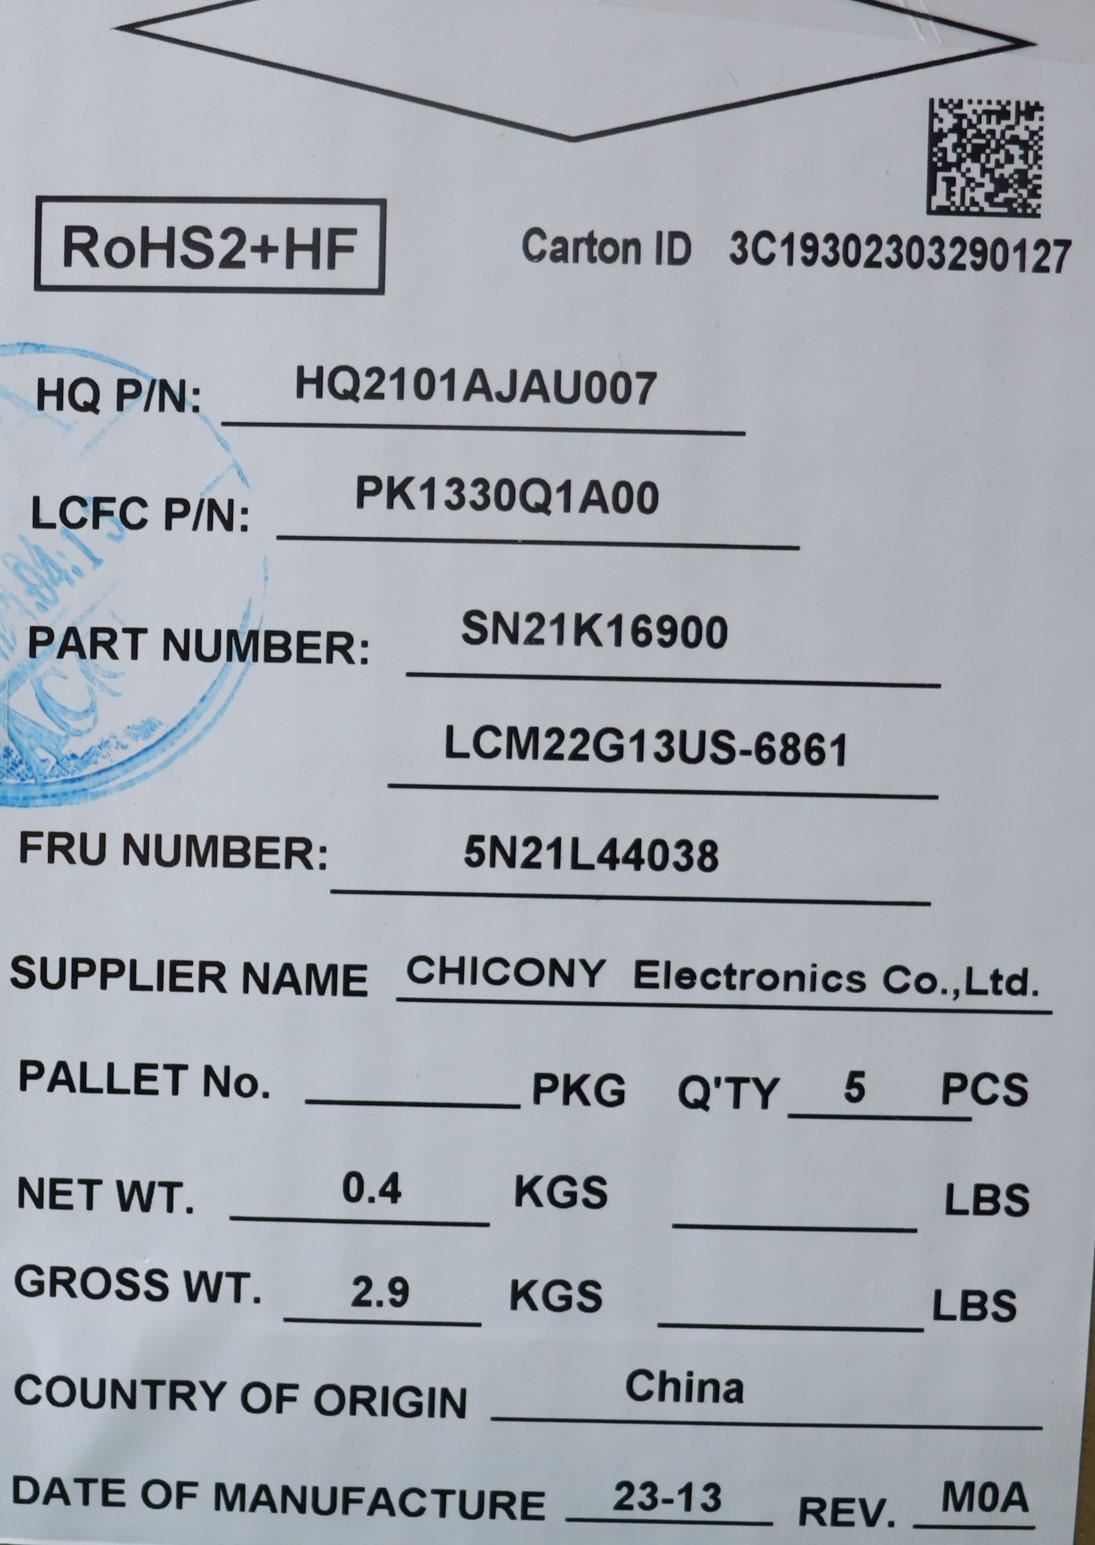 RoHS2+HF
Carton ID 3C19302303290127
HQ P/N: HQ2101AJAU007
LCFC P/N: PK1330Q1A00
PART NUMBER: SN21K16900
LCM22G13US-6861
FRU NUMBER: 5N21L44038
SUPPLIER NAME CHICONY Electronics Co.,Ltd.
PALLET No. PKG Q'TY 5 PCS
NET WT. 0.4 KGS LBS
GROSS WT. 2.9 KGS LBS
COUNTRY OF ORIGIN China
DATE OF MANUFACTURE 23-13 REV. M0A